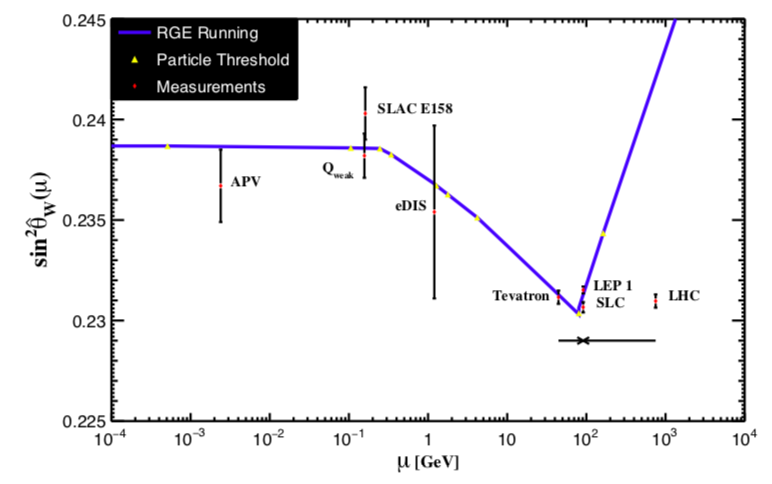 0.245
RGE Running
Particle Threshold
Measurements
SLAC E158
0.24
Q_weak
APV
eDIS
0.235
sin²θ̂_W(μ)
LEP 1
Tevatron
SLC
LHC
0.23
0.225
10⁻⁴ 10⁻³ 10⁻² 10⁻¹ 1 10 10² 10³ 10⁴
μ [GeV]